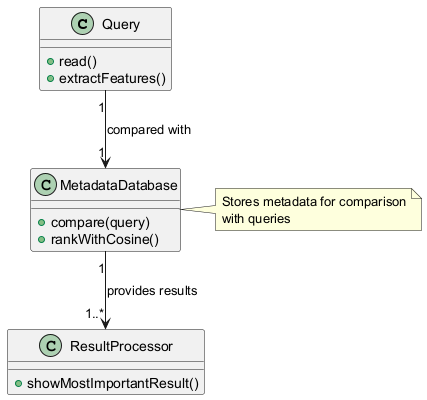 C Query
read()
extractFeatures()
1
compared with
1
C MetadataDatabase
compare(query)
rankWithCosine()
Stores metadata for comparison
with queries
1
provides results
1..*
C ResultProcessor
showMostImportantResult()